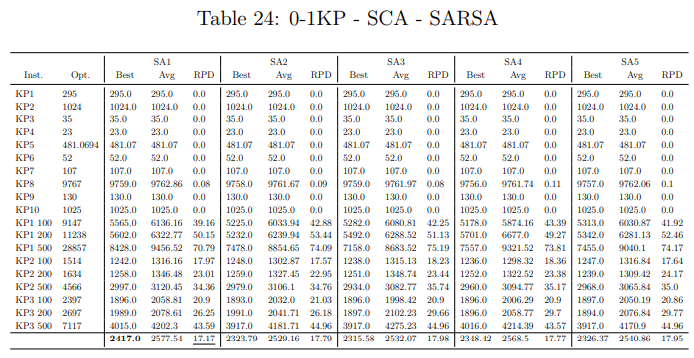 Table 24: 0-1KP - SCA - SARSA
SA1 SA2 SA3 SA4 SA5
Inst. Opt. Best Avg RPD Best Avg RPD Best Avg RPD Best Avg RPD Best Avg RPD
KP1 295 295.0 295.0 0.0 295.0 295.0 0.0 295.0 295.0 0.0 295.0 295.0 0.0 295.0 295.0 0.0
KP2 1024 1024.0 1024.0 0.0 1024.0 1024.0 0.0 1024.0 1024.0 0.0 1024.0 1024.0 0.0 1024.0 1024.0 0.0
KP3 35 35.0 35.0 0.0 35.0 35.0 0.0 35.0 35.0 0.0 35.0 35.0 0.0 35.0 35.0 0.0
KP4 23 23.0 23.0 0.0 23.0 23.0 0.0 23.0 23.0 0.0 23.0 23.0 0.0 23.0 23.0 0.0
KP5 481.0694 481.07 481.07 0.0 481.07 481.07 0.0 481.07 481.07 0.0 481.07 481.07 0.0 481.07 481.07 0.0
KP6 52 52.0 52.0 0.0 52.0 52.0 0.0 52.0 52.0 0.0 52.0 52.0 0.0 52.0 52.0 0.0
KP7 107 107.0 107.0 0.0 107.0 107.0 0.0 107.0 107.0 0.0 107.0 107.0 0.0 107.0 107.0 0.0
KP8 9767 9759.0 9762.86 0.08 9758.0 9761.67 0.09 9759.0 9761.97 0.08 9756.0 9761.74 0.11 9757.0 9762.06 0.1
KP9 130 130.0 130.0 0.0 130.0 130.0 0.0 130.0 130.0 0.0 130.0 130.0 0.0 130.0 130.0 0.0
KP10 1025 1025.0 1025.0 0.0 1025.0 1025.0 0.0 1025.0 1025.0 0.0 1025.0 1025.0 0.0 1025.0 1025.0 0.0
KP1 100 9147 5565.0 6136.16 39.16 5225.0 6033.94 42.88 5282.0 6080.81 42.25 5178.0 5874.16 43.39 5313.0 6030.87 41.92
KP1 200 11238 5602.0 6322.77 50.15 5232.0 6239.94 53.44 5492.0 6288.52 51.13 5701.0 6677.0 49.27 5342.0 6281.13 52.46
KP1 500 28857 8428.0 9456.52 70.79 7478.0 8854.65 74.09 7158.0 8683.52 75.19 7557.0 9321.52 73.81 7455.0 9040.1 74.17
KP2 100 1514 1242.0 1316.16 17.97 1248.0 1302.87 17.57 1238.0 1315.13 18.23 1236.0 1298.32 18.36 1247.0 1316.84 17.64
KP2 200 1634 1258.0 1346.48 23.01 1259.0 1327.45 22.95 1251.0 1348.74 23.44 1252.0 1322.52 23.38 1239.0 1309.42 24.17
KP2 500 4566 2997.0 3120.45 34.36 2979.0 3106.1 34.76 2934.0 3082.77 35.74 2960.0 3094.77 35.17 2968.0 3065.84 35.0
KP3 100 2397 1896.0 2058.81 20.9 1893.0 2032.0 21.03 1896.0 1998.42 20.9 1896.0 2006.29 20.9 1897.0 2050.19 20.86
KP3 200 2697 1989.0 2078.61 26.25 1991.0 2041.71 26.18 1897.0 2102.23 29.66 1896.0 2058.77 29.7 1894.0 2076.84 29.77
KP3 500 7117 4015.0 4202.3 43.59 3917.0 4181.71 44.96 3917.0 4275.23 44.96 4016.0 4214.39 43.57 3917.0 4170.9 44.96
2417.0 2577.54 17.17 2323.79 2529.16 17.79 2315.58 2532.07 17.98 2348.42 2568.5 17.77 2326.37 2540.86 17.95